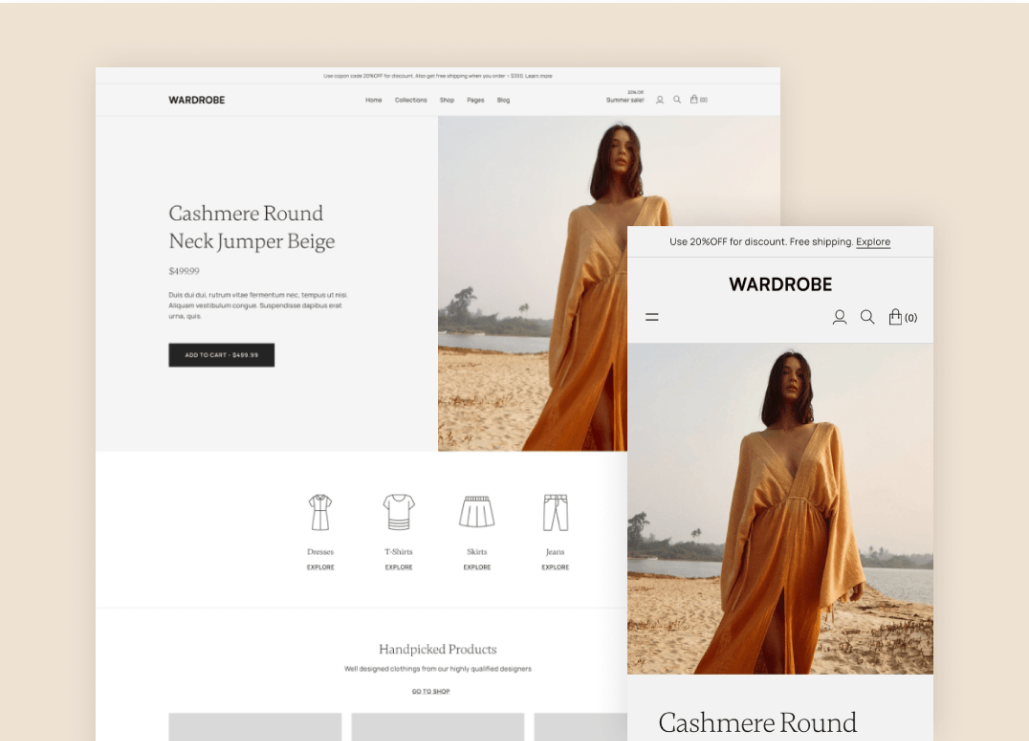 Use copon code 20%OFF for discount. Also get free shipping when you order > $200. Learn more
WARDROBE
Home Collections Shop Pages Blog
20% Off
Summer sale!
(0)
Cashmere Round
Neck Jumper Beige
$499.99
Duis dui dui, rutrum vitae fermentum nec, tempus ut nisi.
Aliquam vestibulum congue. Suspendisse dapibus erat
urna, quis.
ADD TO CART - $499.99
Dresses T-Shirts Skirts Jeans
EXPLORE EXPLORE EXPLORE EXPLORE
Handpicked Products
Well designed clothings from our highly qualified designers
GO TO SHOP
Use 20%OFF for discount. Free shipping. Explore
WARDROBE
(0)
Cashmere Round